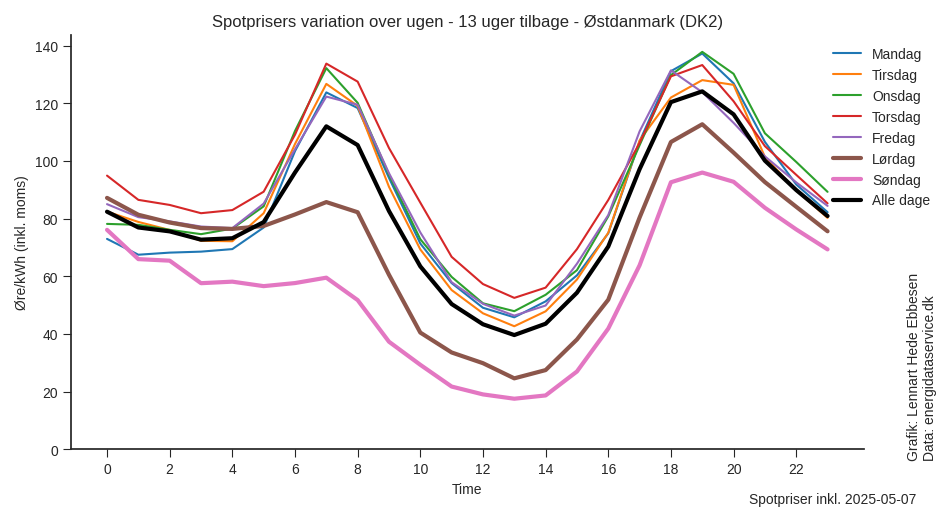 Spotprisers variation over ugen - 13 uger tilbage - Østdanmark (DK2)
Øre/kWh (inkl. moms)
140
120
100
80
60
40
20
0
0 2 4 6 8 10 12 14 16 18 20 22
Time
Mandag
Tirsdag
Onsdag
Torsdag
Fredag
Lørdag
Søndag
Alle dage
Grafik: Lennart Hede Ebbesen
Data: energidataservice.dk
Spotpriser inkl. 2025-05-07